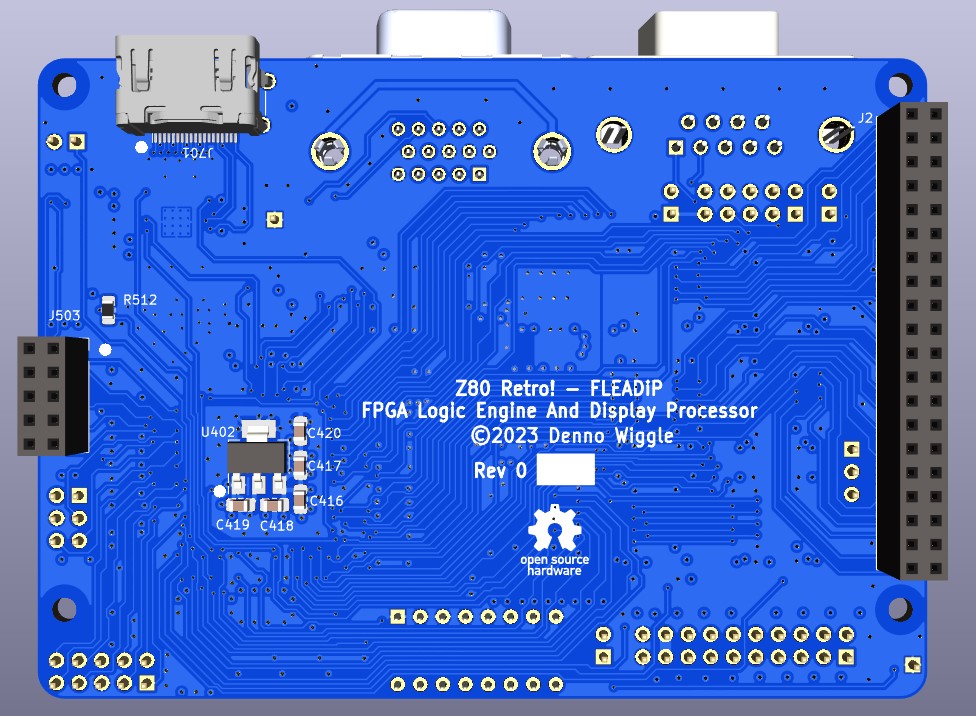 J2
J701
R512
J503
Z80 Retro! – FLEADiP
FPGA Logic Engine And Display Processor
©2023 Denno Wiggle
Rev 0
U402
C420
C417
C416
C419
C418
open source
hardware